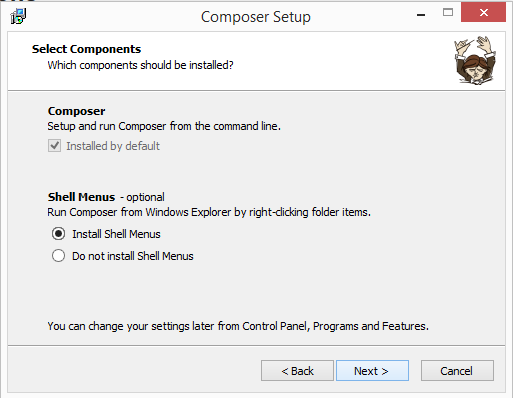 Composer Setup
Select Components
Which components should be installed?
Composer
Setup and run Composer from the command line.
Installed by default
Shell Menus - optional
Run Composer from Windows Explorer by right-clicking folder items.
Install Shell Menus
Do not install Shell Menus
You can change your settings later from Control Panel, Programs and Features.
< Back
Next >
Cancel